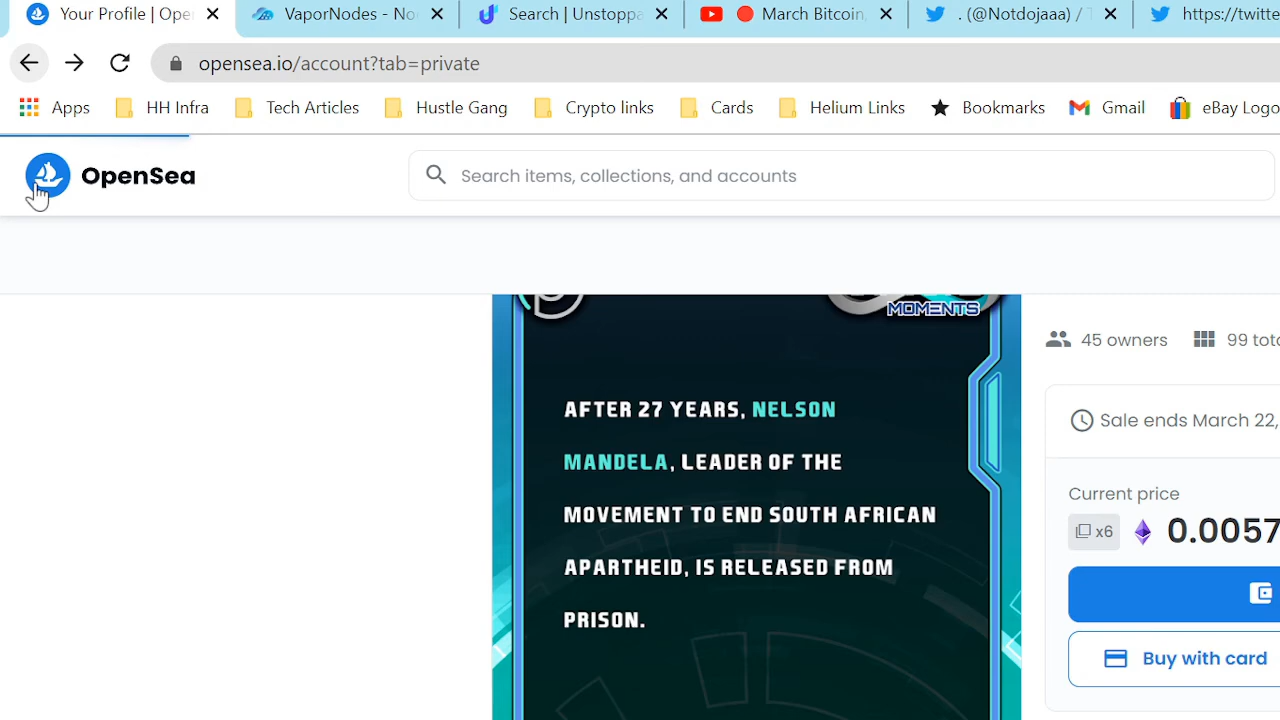 Your Profile | Ope
VaporNodes - No
Search | Unstoppa
March Bitcoin
. (@Notdojaaa) / T
https://twitte
opensea.io/account?tab=private
Apps
HH Infra
Tech Articles
Hustle Gang
Crypto links
Cards
Helium Links
Bookmarks
Gmail
eBay Logo
OpenSea
Search items, collections, and accounts
MOMENTS
AFTER 27 YEARS, NELSON
MANDELA, LEADER OF THE
MOVEMENT TO END SOUTH AFRICAN
APARTHEID, IS RELEASED FROM
PRISON.
45 owners
99 tota
Sale ends March 22,
Current price
x6
0.0057
Buy with card